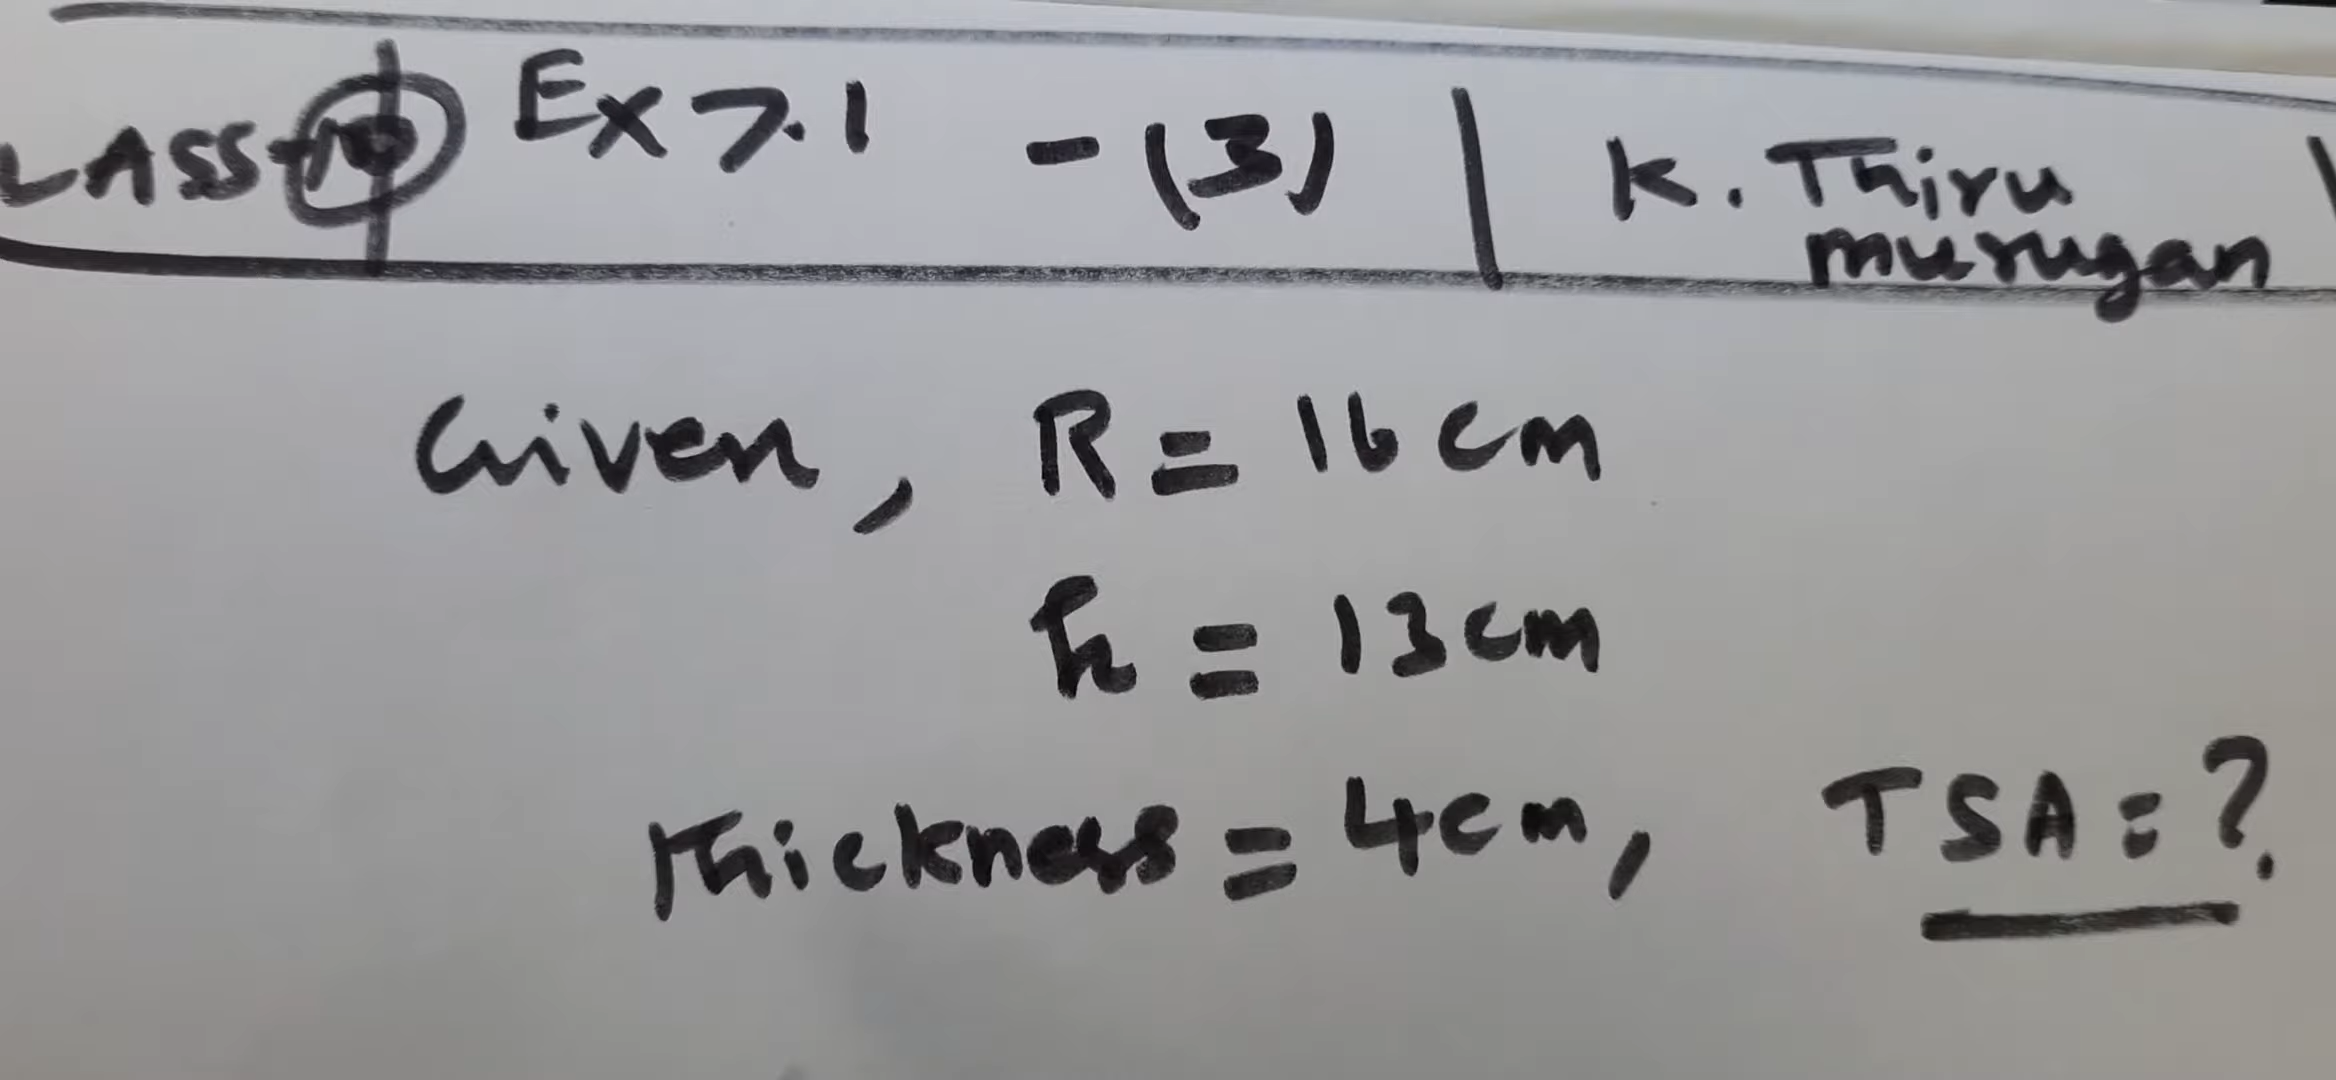 LASS-10 Ex 7.1 - (3) | K. Thiru
murugan
Given, R = 16 cm
h = 13 cm
thickness = 4 cm, TSA = ?